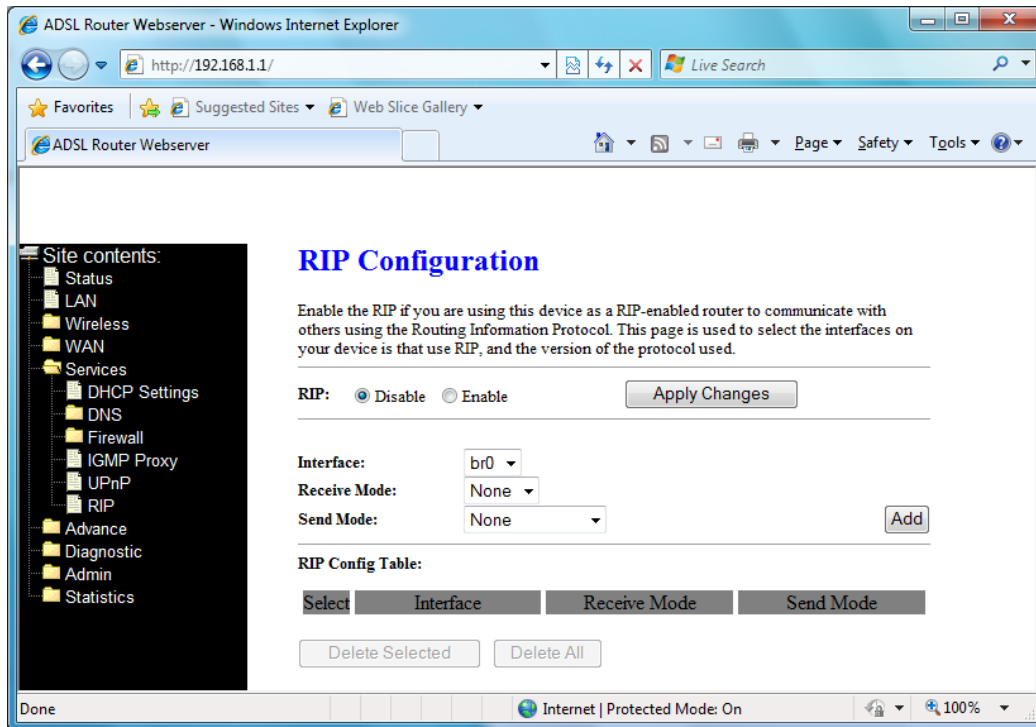 ADSL Router Webserver - Windows Internet Explorer
http://192.168.1.1/
Live Search
Favorites
Suggested Sites
Web Slice Gallery
ADSL Router Webserver
Page
Safety
Tools
Site contents:
Status
LAN
Wireless
WAN
Services
DHCP Settings
DNS
Firewall
IGMP Proxy
UPnP
RIP
Advance
Diagnostic
Admin
Statistics
RIP Configuration
Enable the RIP if you are using this device as a RIP-enabled router to communicate with
others using the Routing Information Protocol. This page is used to select the interfaces on
your device is that use RIP, and the version of the protocol used.
RIP: Disable Enable Apply Changes
Interface: br0
Receive Mode: None
Send Mode: None Add
RIP Config Table:
Select Interface Receive Mode Send Mode
Delete Selected Delete All
Done Internet | Protected Mode: On 100%